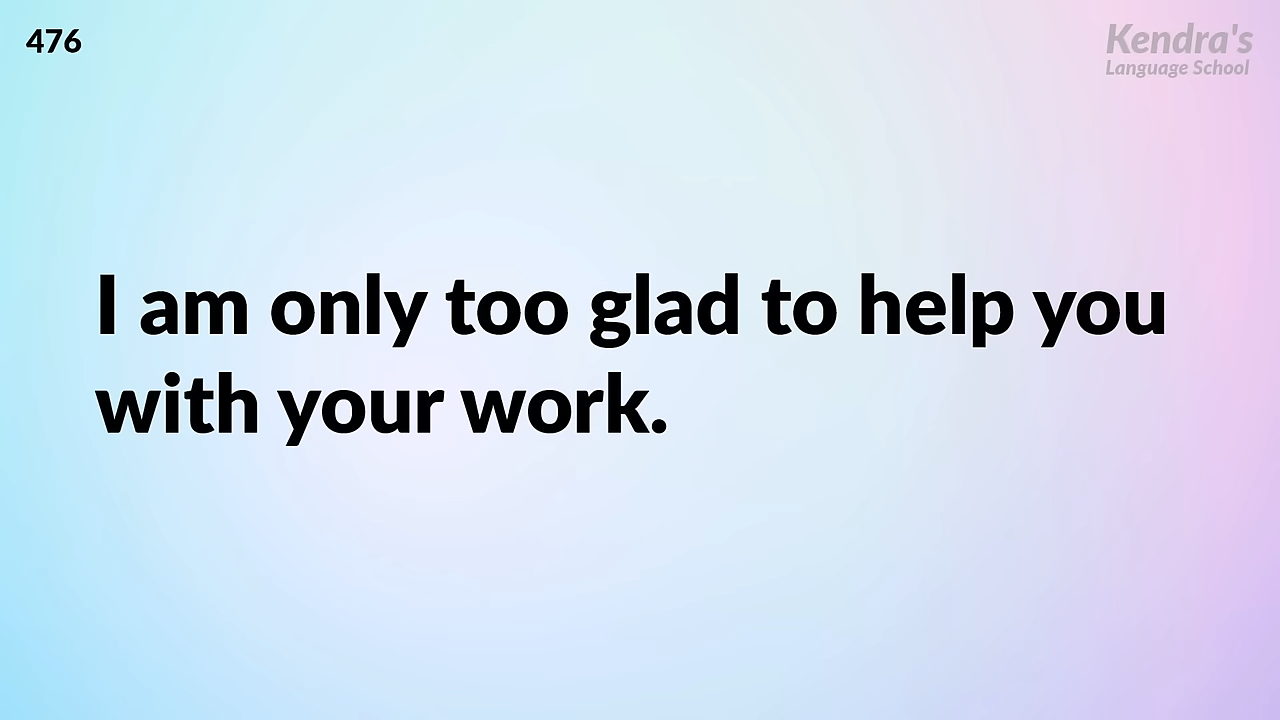 476
Kendra's
Language School
I am only too glad to help you
with your work.